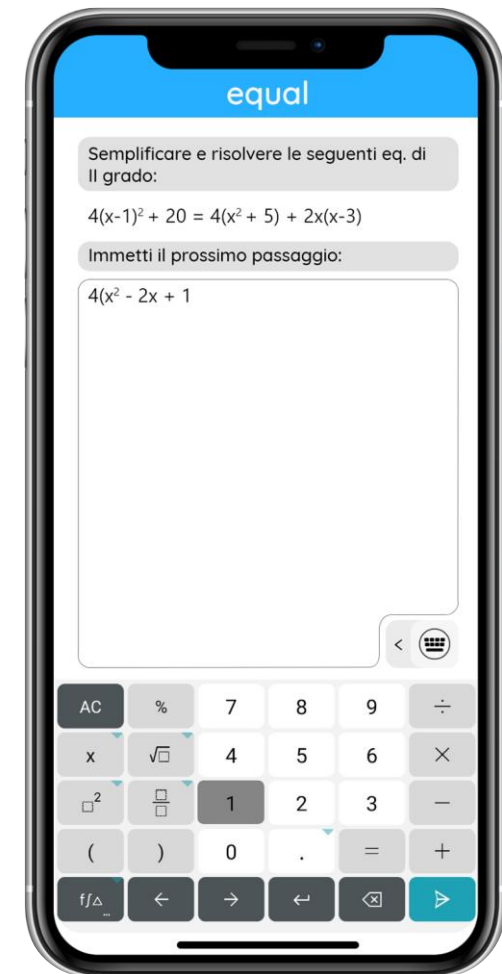 equal
Semplificare e risolvere le seguenti eq. di
II grado:
4(x-1)² + 20 = 4(x² + 5) + 2x(x-3)
Immetti il prossimo passaggio:
4(x² - 2x + 1
<
AC % 7 8 9 ÷
x √□ 4 5 6 ×
□² □/□ 1 2 3 −
( ) 0 . = +
f∫△ ... ← → ↵ ⌫